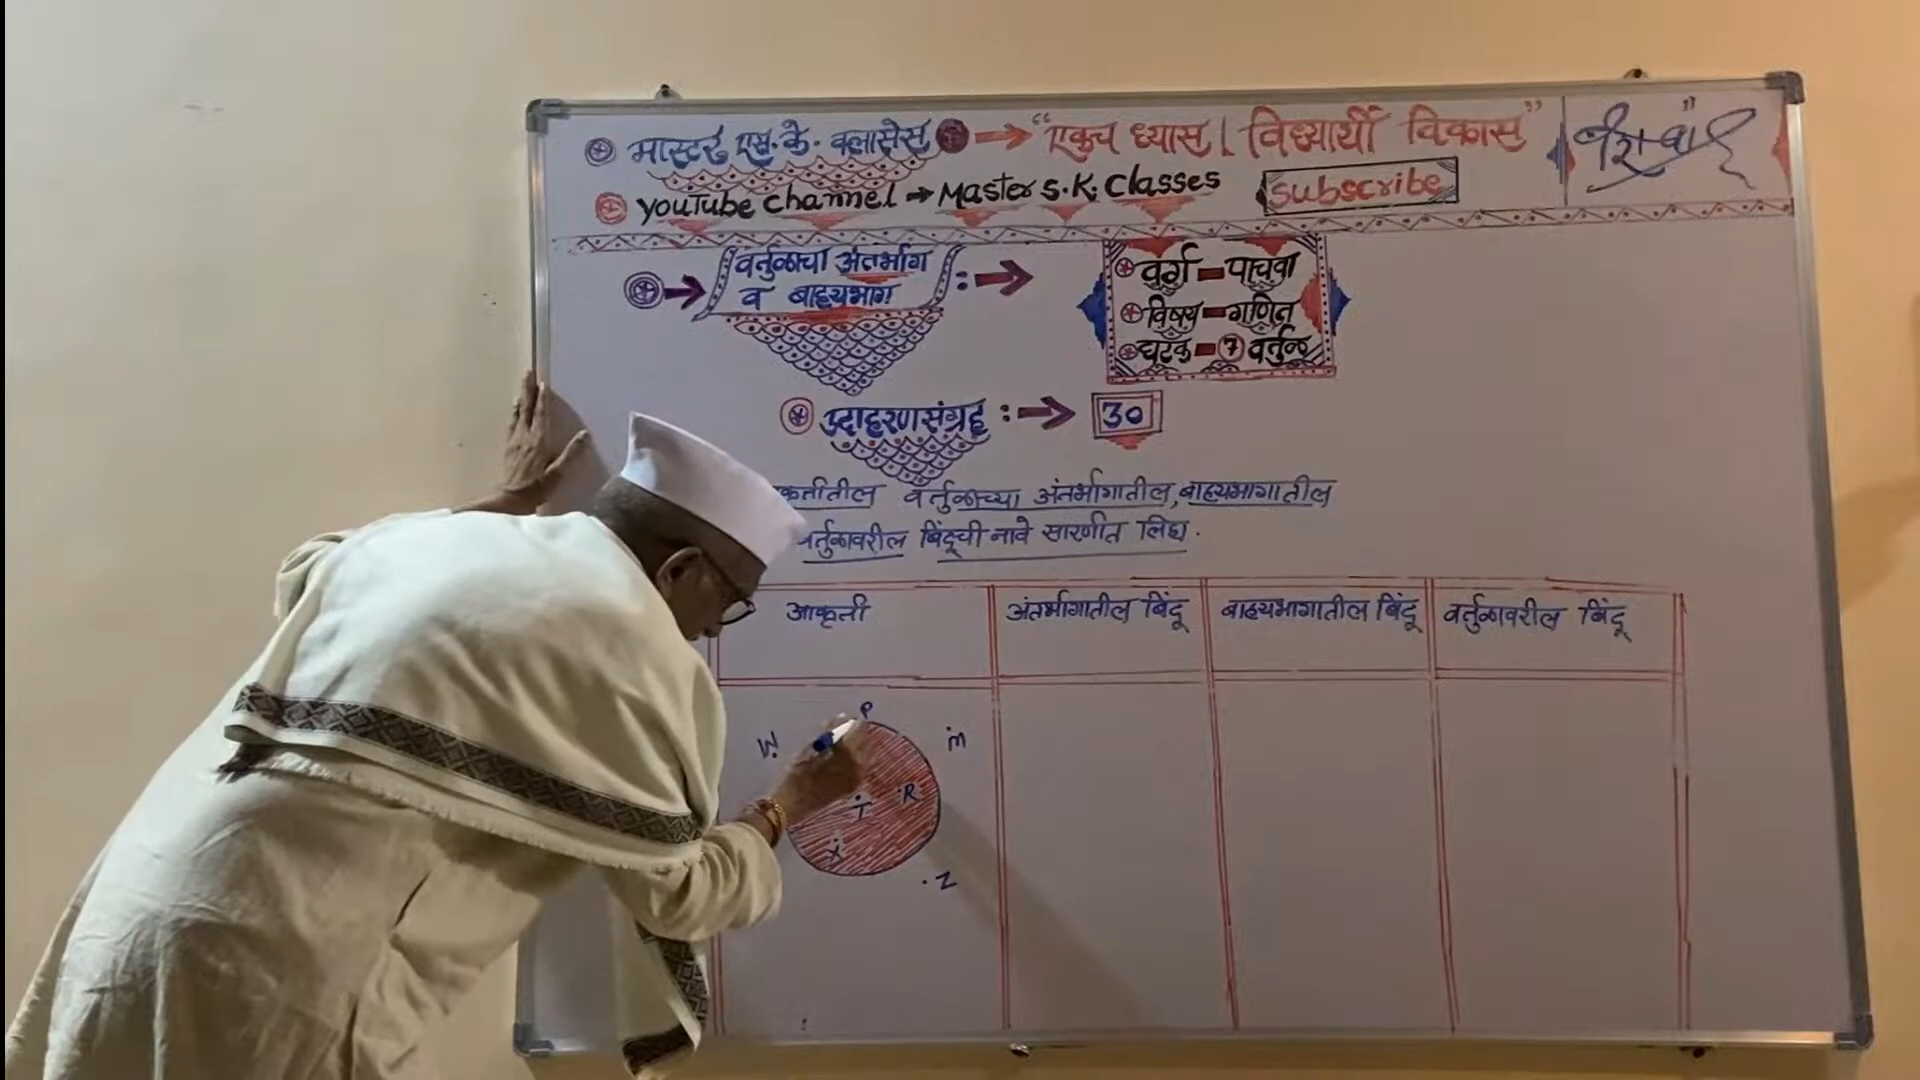 मास्टर एस. के. क्लासेस → "एकच ध्यास । विध्यार्थी विकास"
YouTube channel → Master S. K. Classes Subscribe
वर्तुळाचा अंतर्भाग
व बाह्यभाग
वर्ग - पाचवा
विषय - गणित
घटक - 7 वर्तुळ
उदाहरणसंग्रह : → 30
वर्तुळाच्या अंतर्भागातील, बाह्यभागातील
वर्तुळावरील बिंदूची नावे सारणीत लिहा.
आकृती अंतर्भागातील बिंदू बाह्यभागातील बिंदू वर्तुळावरील बिंदू
P
W m
T R
X
Z